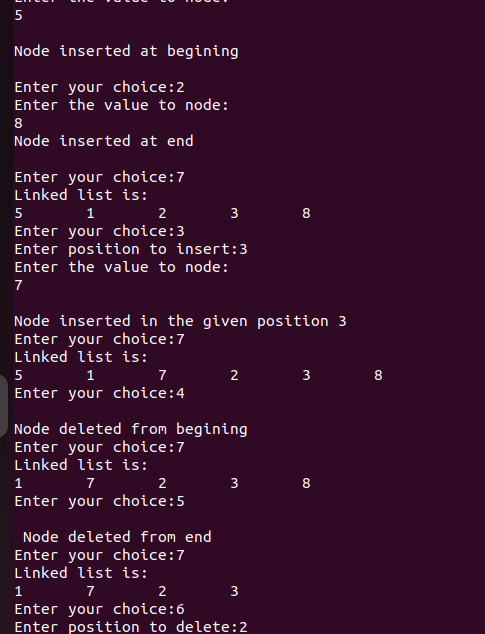 5
Node inserted at begining
Enter your choice:2
Enter the value to node:
8
Node inserted at end
Enter your choice:7
Linked list is:
5 1 2 3 8
Enter your choice:3
Enter position to insert:3
Enter the value to node:
7
Node inserted in the given position 3
Enter your choice:7
Linked list is:
5 1 7 2 3 8
Enter your choice:4
Node deleted from begining
Enter your choice:7
Linked list is:
1 7 2 3 8
Enter your choice:5
Node deleted from end
Enter your choice:7
Linked list is:
1 7 2 3
Enter your choice:6
Enter position to delete:2